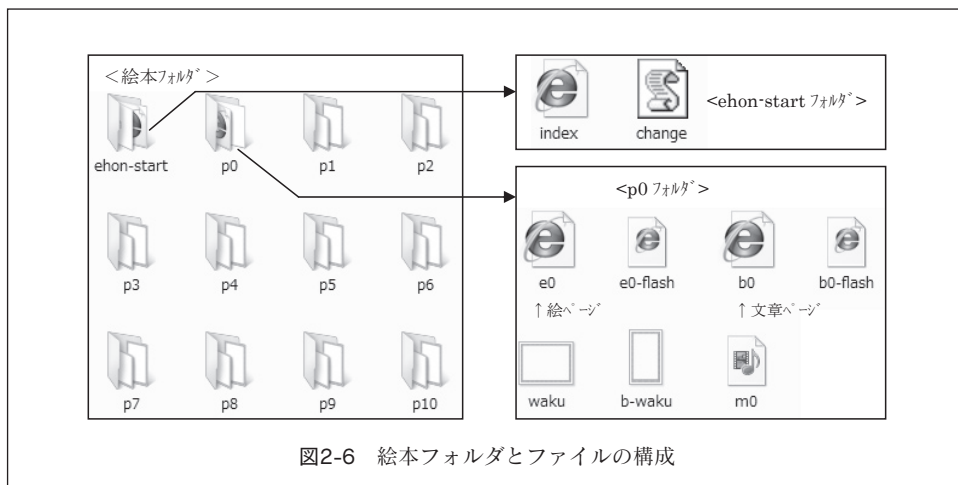 <絵本ﾌｫﾙﾀﾞ>
ehon-start p0 p1 p2
p3 p4 p5 p6
p7 p8 p9 p10
index change
<ehon-start ﾌｫﾙﾀﾞ>
<p0 ﾌｫﾙﾀﾞ>
e0 e0-flash b0 b0-flash
↑絵ﾍﾟｰｼﾞ ↑文章ﾍﾟｰｼﾞ
waku b-waku m0
図2-6 絵本フォルダとファイルの構成